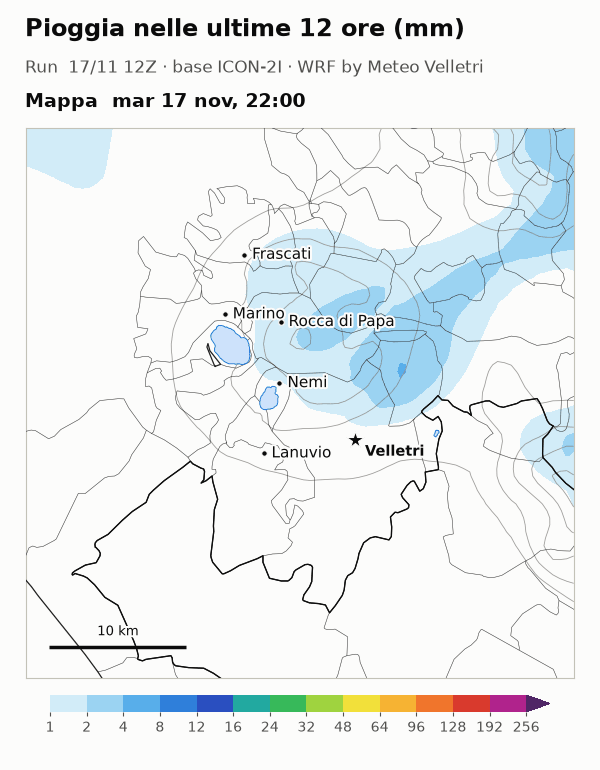 Pioggia nelle ultime 12 ore (mm)
Run  17/11 12Z · base ICON-2I · WRF by Meteo Velletri
Mappa  mar 17 nov, 22:00
Frascati
Marino
Rocca di Papa
Nemi
Velletri
Lanuvio
10 km
1 2 4 8 12 16 24 32 48 64 96 128 192 256